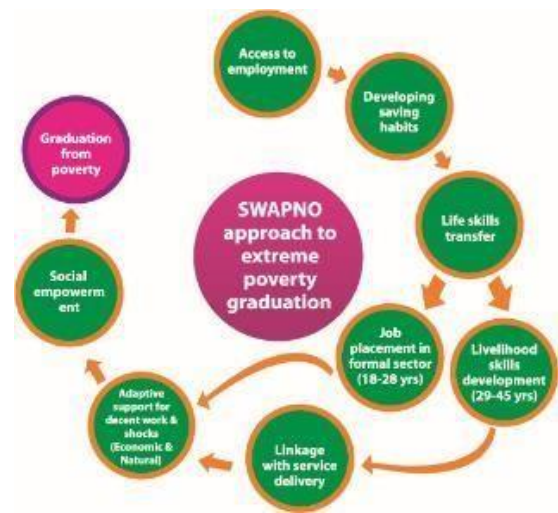 Access to
employment
Developing
saving
habits
Life skills
transfer
Job
placement in
formal sector
(18-28 yrs)
Livelihood
skills
development
(29-45 yrs)
Linkage
with service
delivery
Adaptive
support for
decent work &
shocks
(Economic &
Natural)
Social
empowerm
ent
Graduation
from
poverty
SWAPNO
approach to
extreme
poverty
graduation